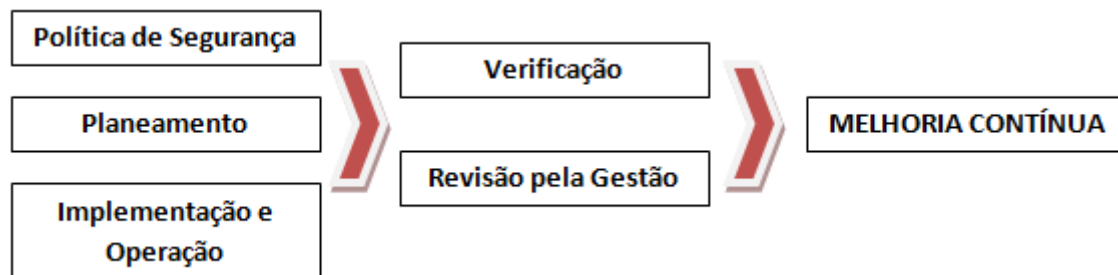 Política de Segurança
Planeamento
Implementação e
Operação
Verificação
Revisão pela Gestão
MELHORIA CONTÍNUA